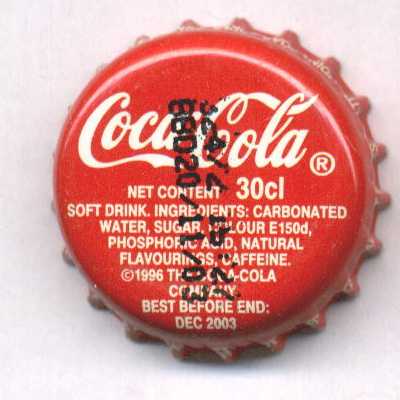 Coca-Cola ®
NET CONTENT 30cl
SOFT DRINK. INGREDIENTS: CARBONATED
WATER, SUGAR, COLOUR E150d,
PHOSPHORIC ACID, NATURAL
FLAVOURINGS, CAFFEINE.
©1996 THE COCA-COLA
COMPANY.
BEST BEFORE END:
DEC 2003